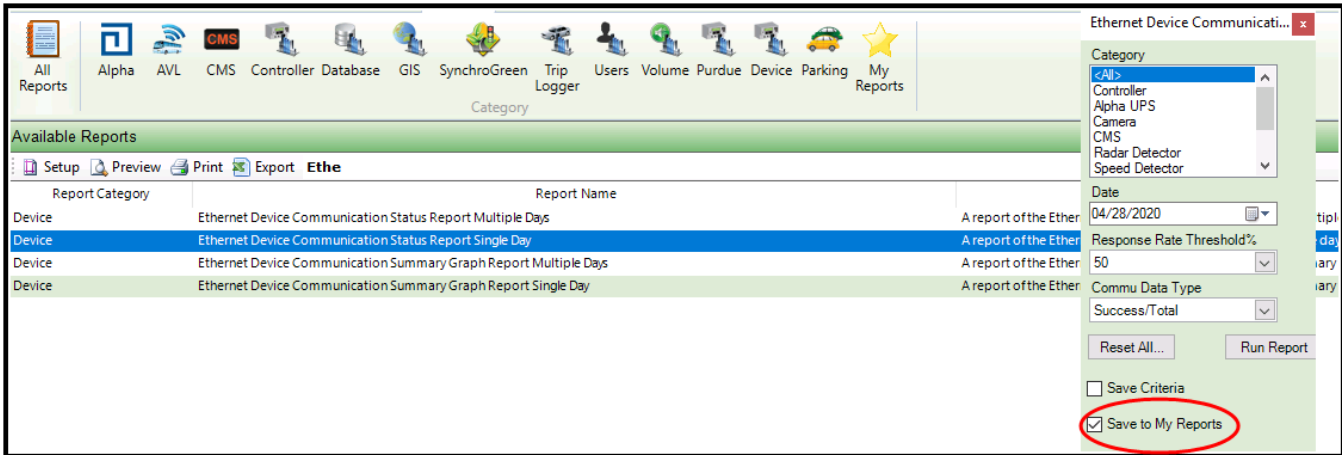 All Reports
Alpha
AVL
CMS
CMS
Controller
Database
GIS
SynchroGreen
Trip Logger
Users
Volume
Purdue
Device
Parking
My Reports
Category
Available Reports
Setup Preview Print Export Ethe
Report Category Report Name
Device Ethernet Device Communication Status Report Multiple Days A report of the Ether tipl
Device Ethernet Device Communication Status Report Single Day A report of the Ether day
Device Ethernet Device Communication Summary Graph Report Multiple Days A report of the Ether ary
Device Ethernet Device Communication Summary Graph Report Single Day A report of the Ether ary
Ethernet Device Communicati... x
Category
<All>
Controller
Alpha UPS
Camera
CMS
Radar Detector
Speed Detector
Date
04/28/2020
Response Rate Threshold%
50
Commu Data Type
Success/Total
Reset All... Run Report
Save Criteria
Save to My Reports